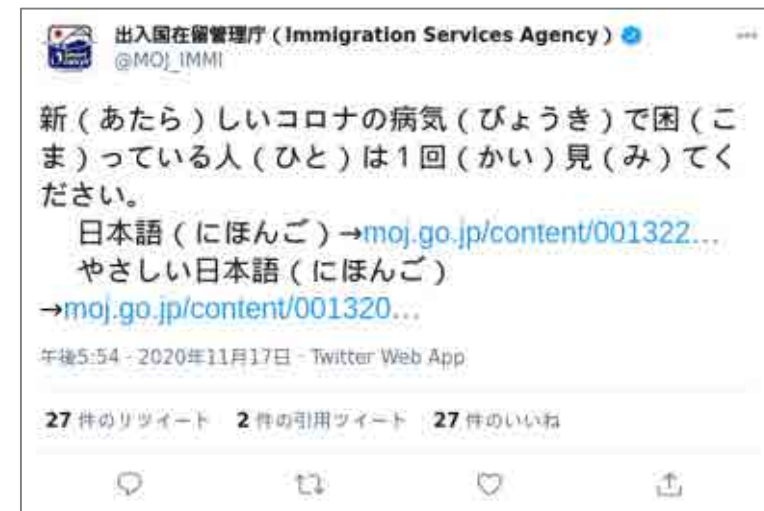 出入国在留管理庁(Immigration Services Agency)
@MOJ_IMMI
新(あたら)しいコロナの病気(びょうき)で困(こ
ま)っている人(ひと)は1回(かい)見(み)てく
ださい。
日本語(にほんご)→moj.go.jp/content/001322…
やさしい日本語(にほんご)
→moj.go.jp/content/001320…
午後5:54 · 2020年11月17日 · Twitter Web App
27 件のリツイート 2 件の引用ツイート 27 件のいいね